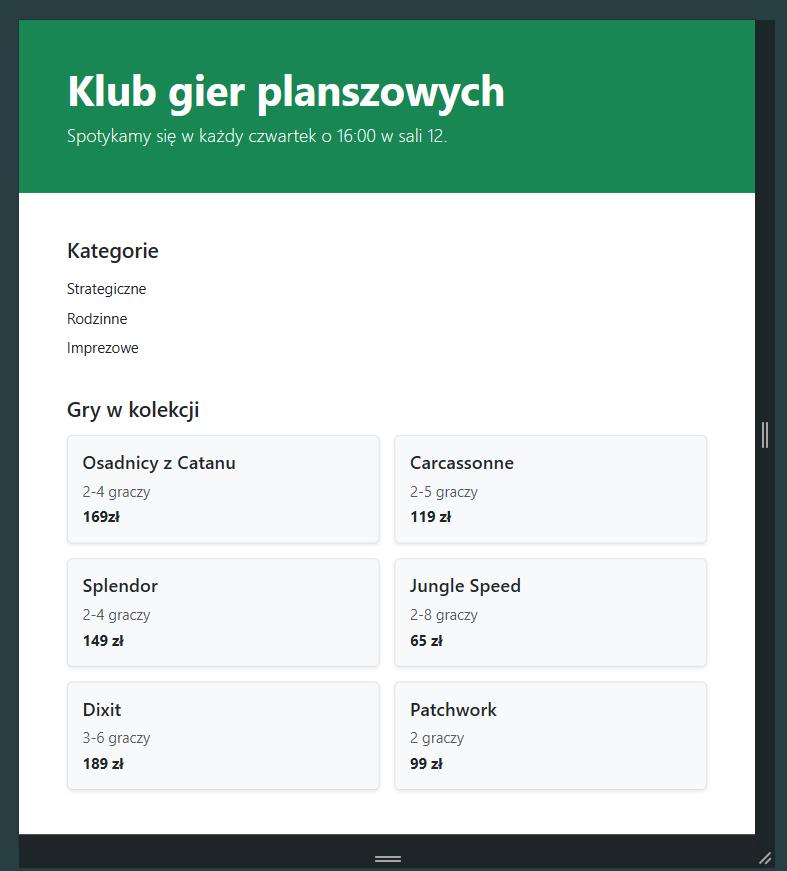 Klub gier planszowych
Spotykamy się w każdy czwartek o 16:00 w sali 12.
Kategorie
Strategiczne
Rodzinne
Imprezowe
Gry w kolekcji
Osadnicy z Catanu
2-4 graczy
169zł
Carcassonne
2-5 graczy
119 zł
Splendor
2-4 graczy
149 zł
Jungle Speed
2-8 graczy
65 zł
Dixit
3-6 graczy
189 zł
Patchwork
2 graczy
99 zł